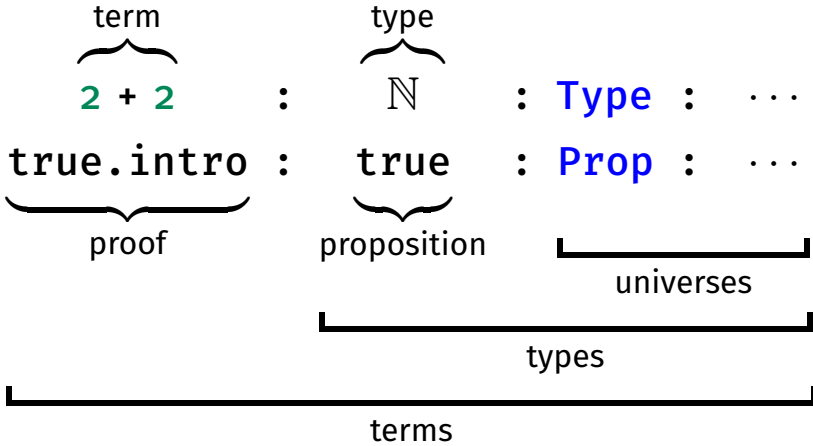 term type
2 + 2 : ℕ : Type : ···
true.intro : true : Prop : ···
proof proposition
universes
types
terms